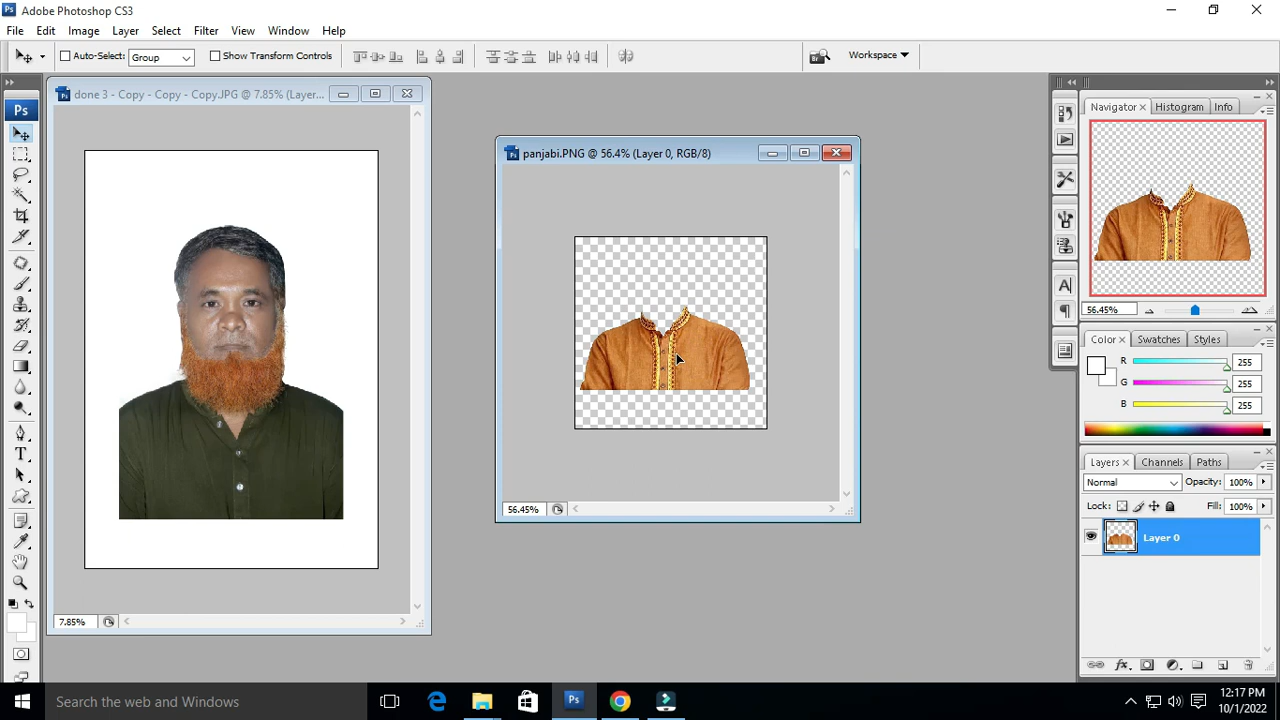 Ps Adobe Photoshop CS3
File Edit Image Layer Select Filter View Window Help
Auto-Select: Group Show Transform Controls Workspace
done 3 - Copy - Copy - Copy.JPG @ 7.85% (Layer...
Ps
panjabi.PNG @ 56.4% (Layer 0, RGB/8)
Navigator x Histogram Info
56.45%
Color x Swatches Styles
R 255
G 255
B 255
Layers x Channels Paths
Normal Opacity: 100%
Lock: Fill: 100%
Layer 0
56.45%
7.85%
Search the web and Windows
Ps
12:17 PM
10/1/2022